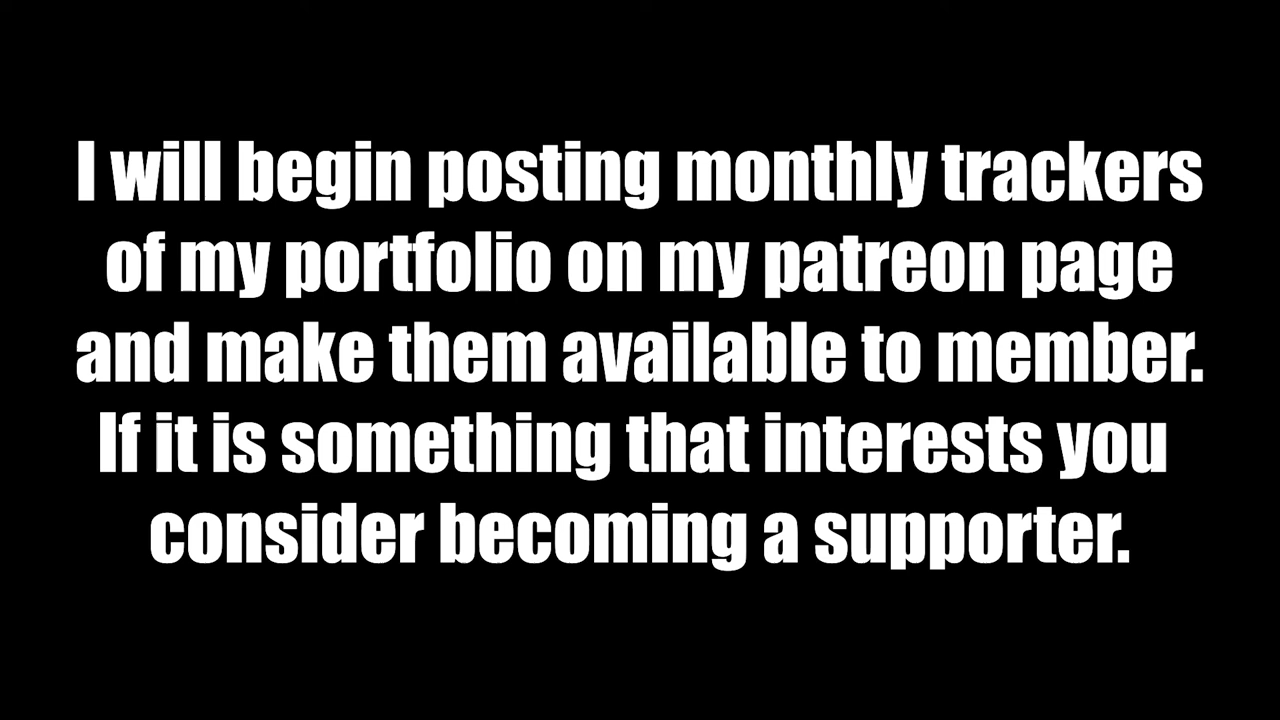 I will begin posting monthly trackers
of my portfolio on my patreon page
and make them available to member.
If it is something that interests you
consider becoming a supporter.